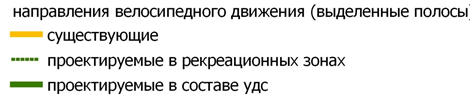 направления велосипедного движения (выделенные полосы)
существующие
проектируемые в рекреационных зонах
проектируемые в составе удс